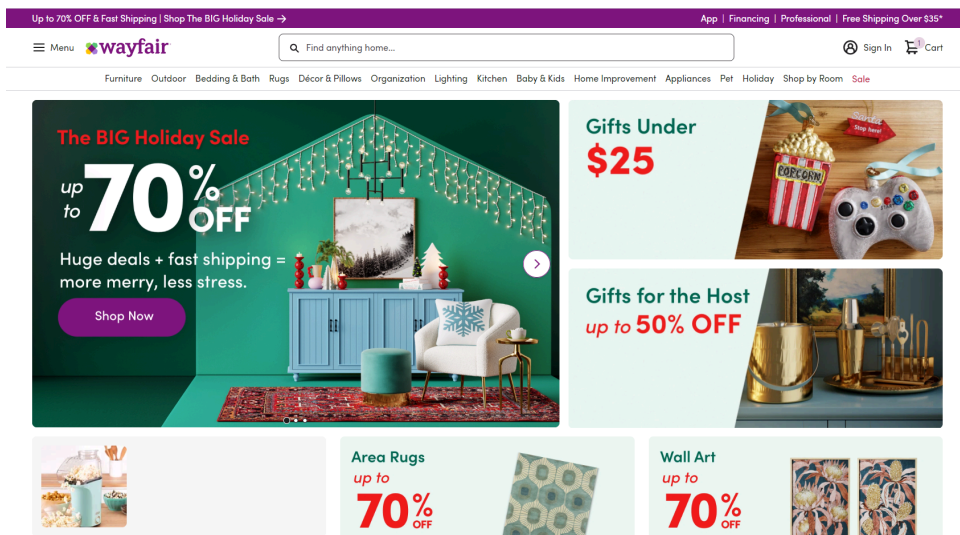 Up to 70% OFF & Fast Shipping | Shop The BIG Holiday Sale →
App | Financing | Professional | Free Shipping Over $35*
Menu
wayfair
Find anything home...
Sign In
1
Cart
Furniture Outdoor Bedding & Bath Rugs Décor & Pillows Organization Lighting Kitchen Baby & Kids Home Improvement Appliances Pet Holiday Shop by Room Sale
The BIG Holiday Sale
up to 70% OFF
Huge deals + fast shipping =
more merry, less stress.
Shop Now
Gifts Under
$25
Santa
Stop here!
POPCORN
Gifts for the Host
up to 50% OFF
Area Rugs
up to
70% OFF
Wall Art
up to
70% OFF